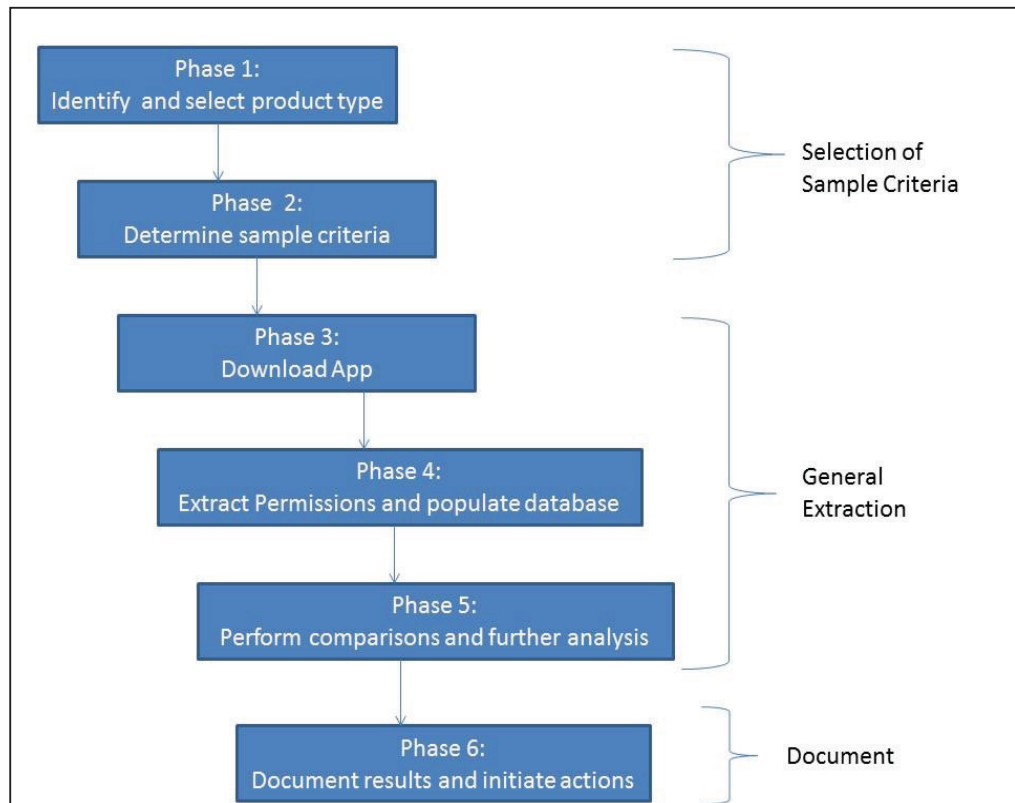 Phase 1:
Identify and select product type
Phase 2:
Determine sample criteria
Selection of
Sample Criteria
Phase 3:
Download App
Phase 4:
Extract Permissions and populate database
Phase 5:
Perform comparisons and further analysis
General
Extraction
Phase 6:
Document results and initiate actions
Document